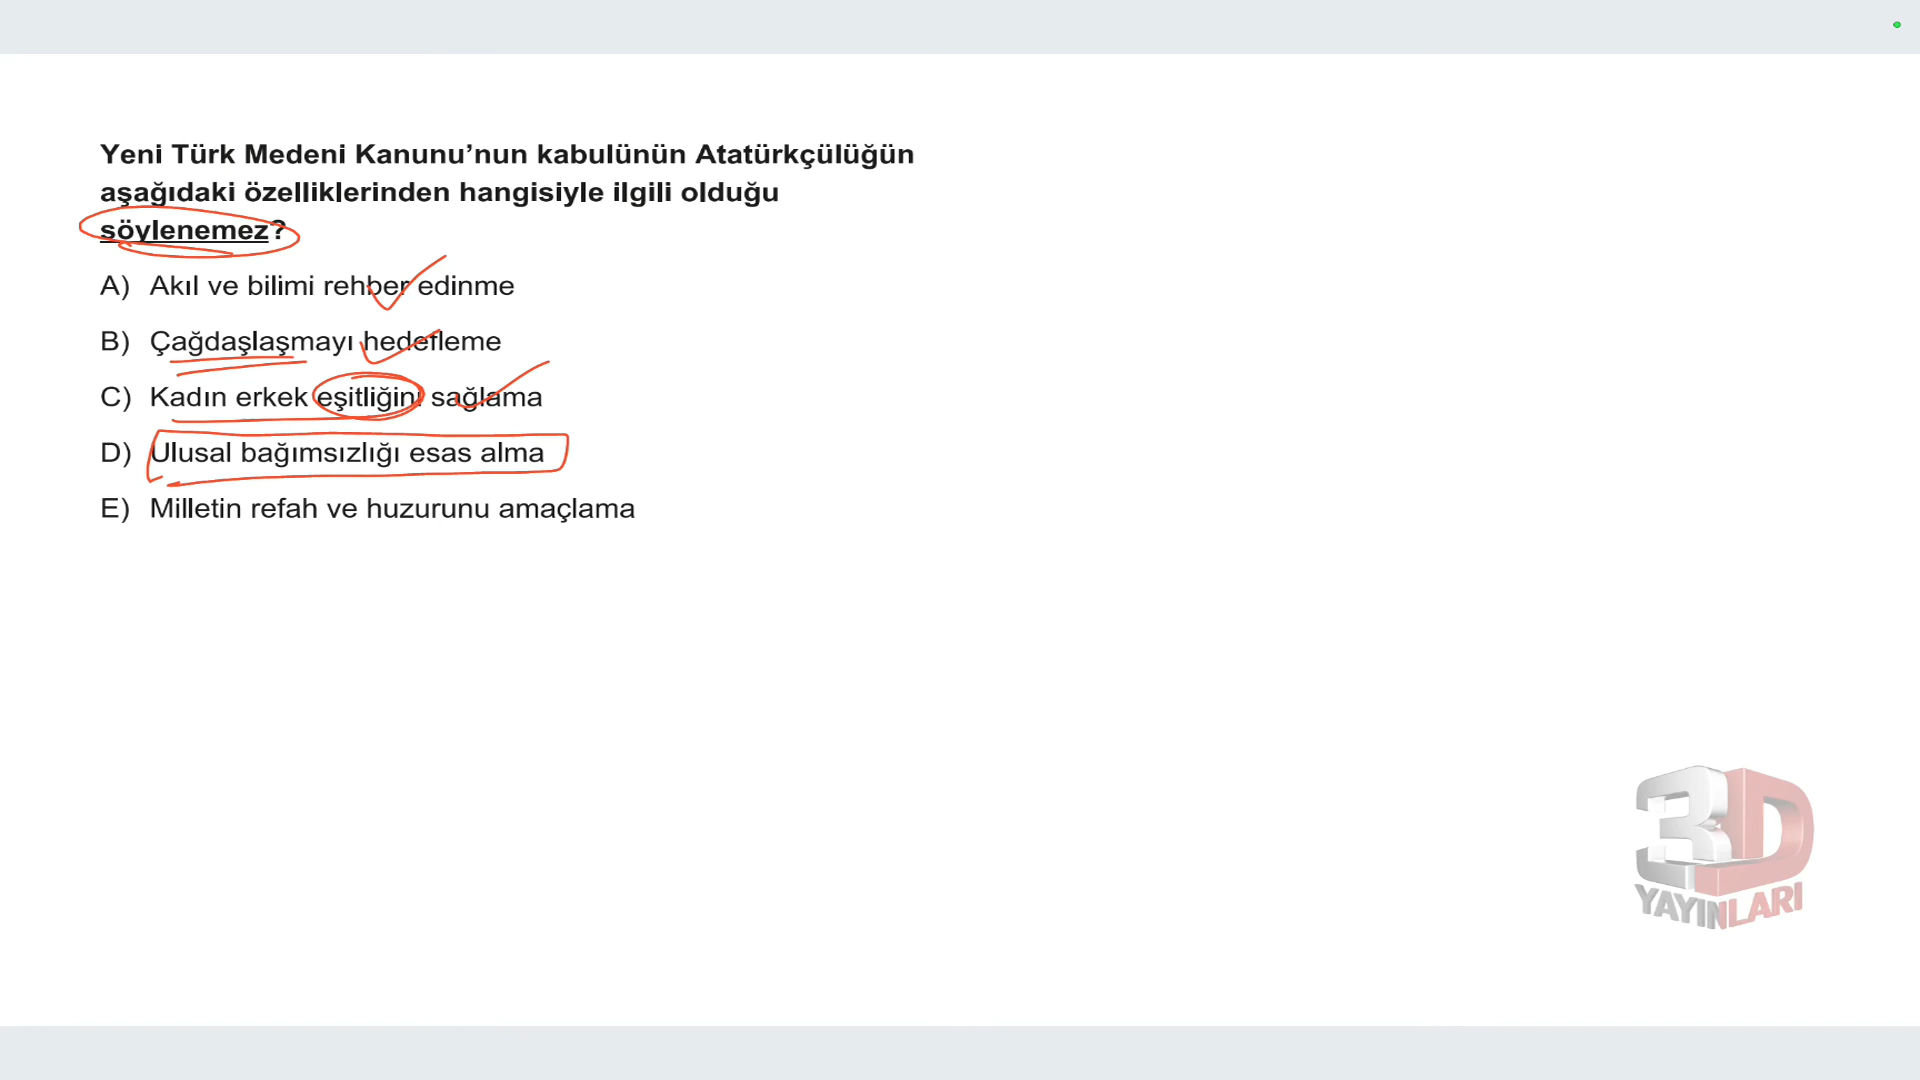 Yeni Türk Medeni Kanunu’nun kabulünün Atatürkçülüğün
aşağıdaki özelliklerinden hangisiyle ilgili olduğu
söylenemez?
A) Akıl ve bilimi rehber edinme
B) Çağdaşlaşmayı hedefleme
C) Kadın erkek eşitliğini sağlama
D) Ulusal bağımsızlığı esas alma
E) Milletin refah ve huzurunu amaçlama
3D
YAYINLARI